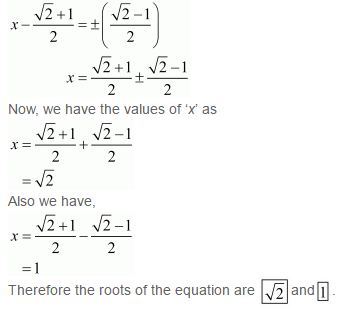 x - (√2 + 1)/2 = ±((√2 - 1)/2)
x = (√2 + 1)/2 ± (√2 - 1)/2
Now, we have the values of ‘x’ as
x = (√2 + 1)/2 + (√2 - 1)/2
= √2
Also we have,
x = (√2 + 1)/2 - (√2 - 1)/2
= 1
Therefore the roots of the equation are √2 and 1.